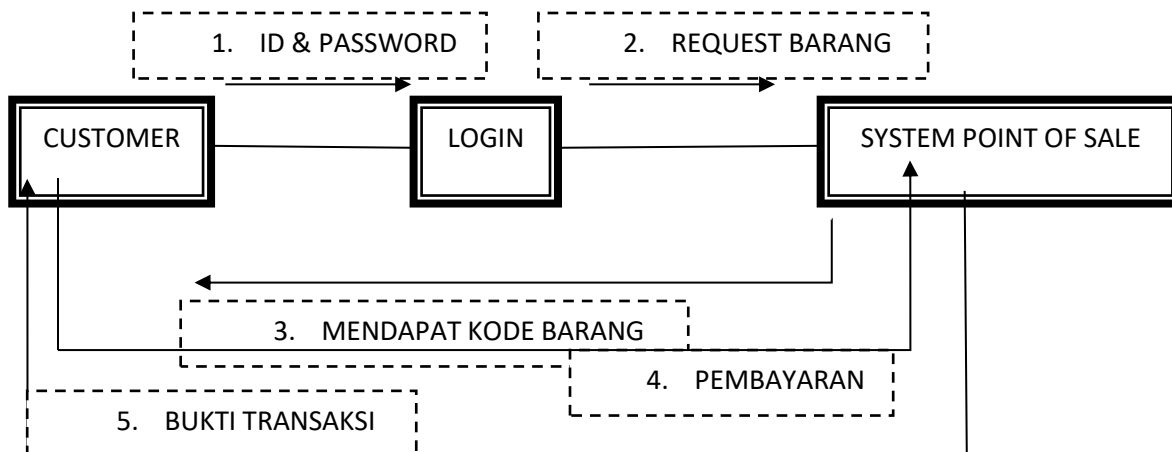 1. ID & PASSWORD
2. REQUEST BARANG
CUSTOMER
LOGIN
SYSTEM POINT OF SALE
3. MENDAPAT KODE BARANG
4. PEMBAYARAN
5. BUKTI TRANSAKSI